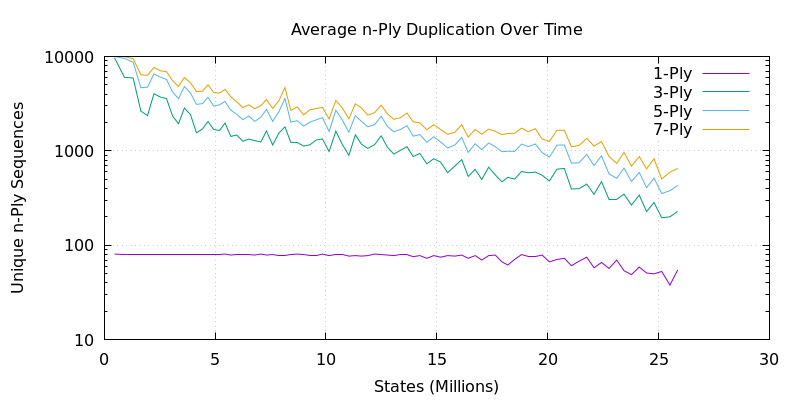 Average n-Ply Duplication Over Time
Unique n-Ply Sequences
10000
1000
100
10
1-Ply
3-Ply
5-Ply
7-Ply
0 5 10 15 20 25 30
States (Millions)